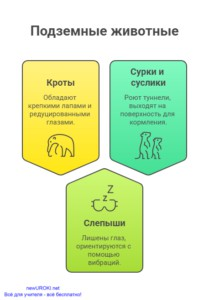 Подземные животные
Кроты
Обладают
крепкими лапами и
редуцированными
глазами.
Сурки и
суслики
Роют туннели,
выходят на
поверхность для
кормления.
Z
Z
Слепыши
Лишены глаз,
ориентируются с
помощью
вибраций.
newUROKI.net
Всё для учителя - всё бесплатно!